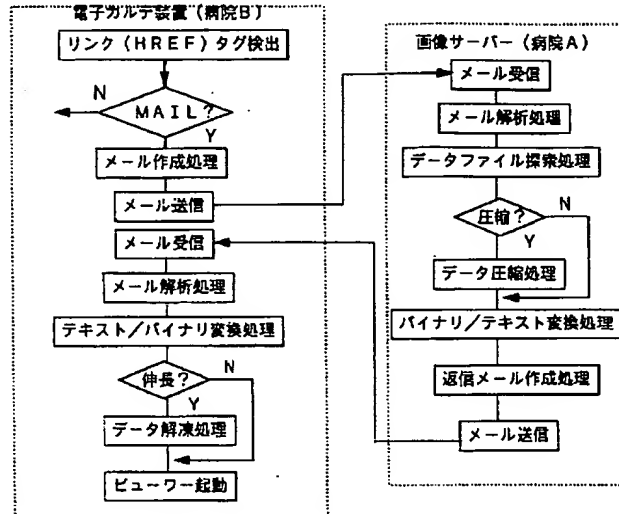 電子カルテ装置(病院B)
リンク(HREF)タグ検出
N
MAIL?
Y
メール作成処理
メール送信
メール受信
メール解析処理
テキスト/バイナリ変換処理
伸長?
N
Y
データ解凍処理
ビューワー起動
画像サーバー(病院A)
メール受信
メール解析処理
データファイル探索処理
圧縮?
N
Y
データ圧縮処理
バイナリ/テキスト変換処理
返信メール作成処理
メール送信